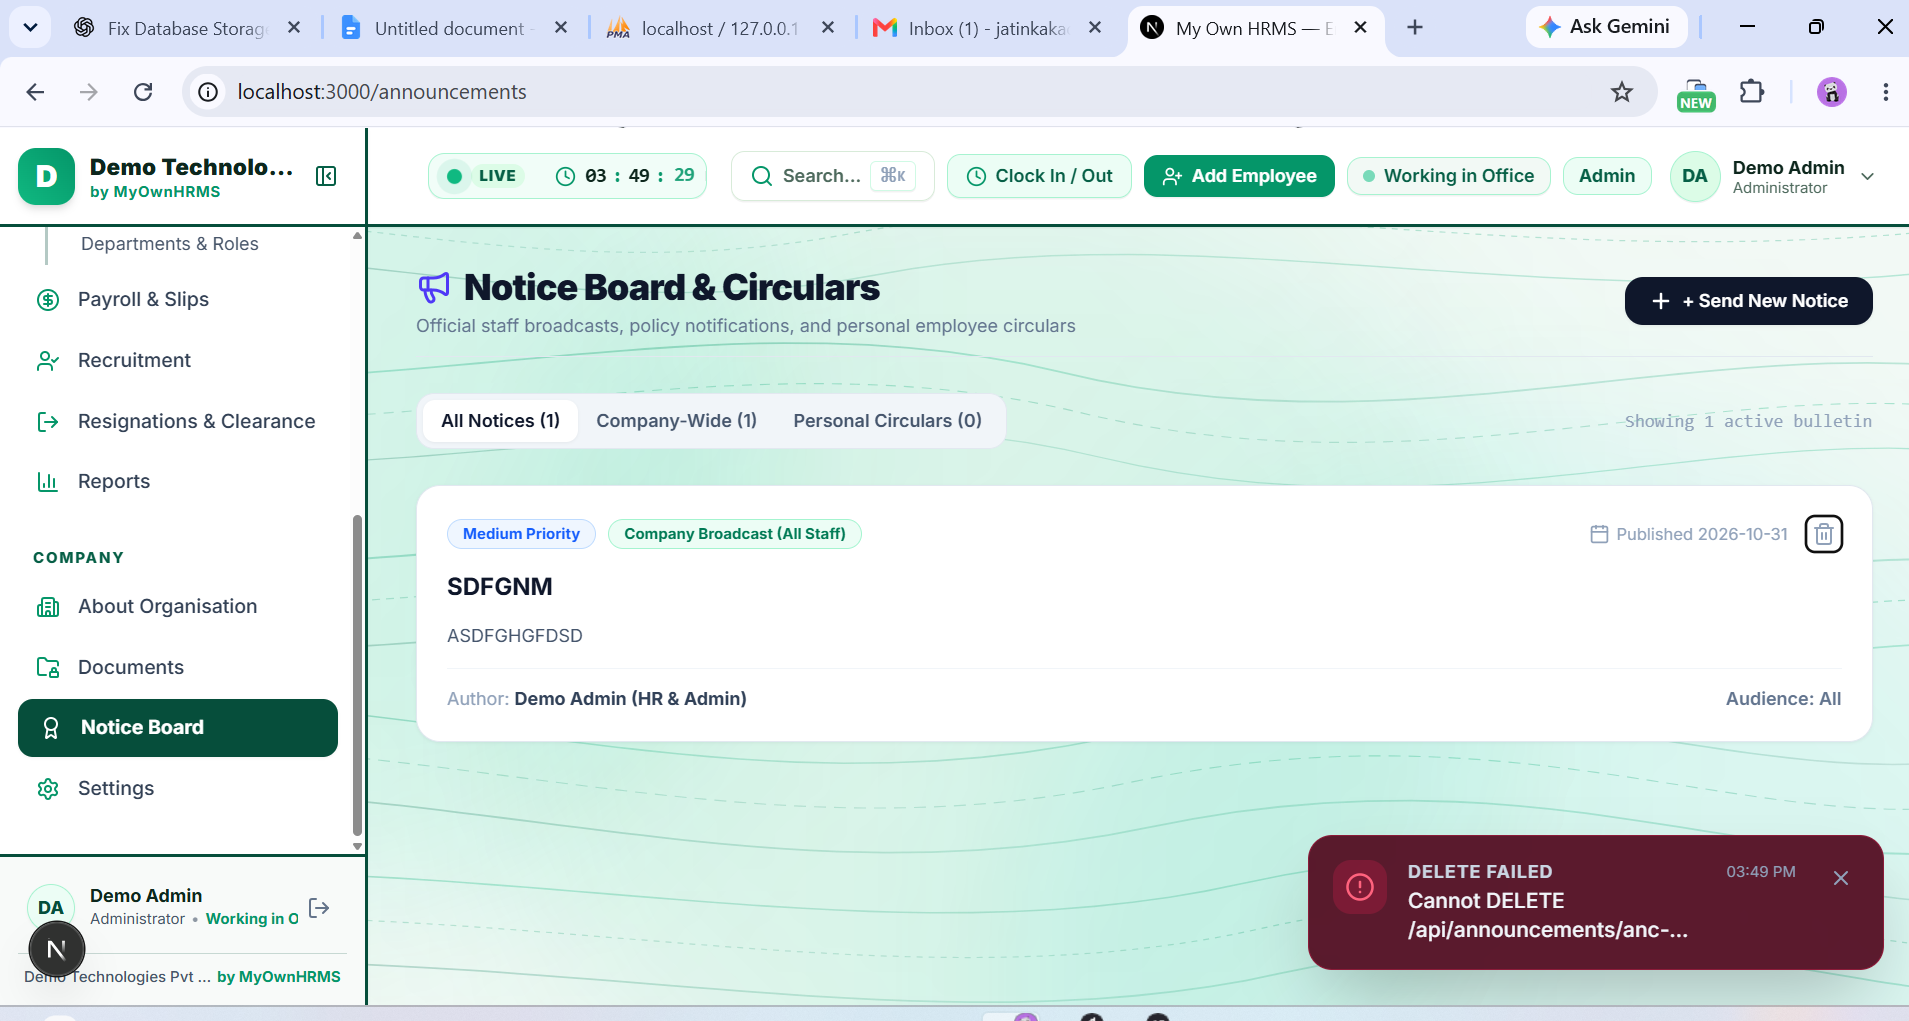 Fix Database Storag
Untitled document -
PMA
localhost / 127.0.0.1
Inbox (1) - jatinkaka
N
My Own HRMS — E
Ask Gemini
localhost:3000/announcements
NEW
D
Demo Technolo...
by MyOwnHRMS
LIVE
03 : 49 : 29
Search...
⌘K
Clock In / Out
Add Employee
Working in Office
Admin
DA
Demo Admin
Administrator
Departments & Roles
Payroll & Slips
Recruitment
Resignations & Clearance
Reports
COMPANY
About Organisation
Documents
Notice Board
Settings
DA
Demo Admin
Administrator • Working in O
N
Demo Technologies Pvt ... by MyOwnHRMS
Notice Board & Circulars
Official staff broadcasts, policy notifications, and personal employee circulars
+ Send New Notice
All Notices (1)
Company-Wide (1)
Personal Circulars (0)
Showing 1 active bulletin
Medium Priority
Company Broadcast (All Staff)
Published 2026-10-31
SDFGNM
ASDFGHGFDSD
Author: Demo Admin (HR & Admin)
Audience: All
DELETE FAILED
03:49 PM
Cannot DELETE
/api/announcements/anc-...